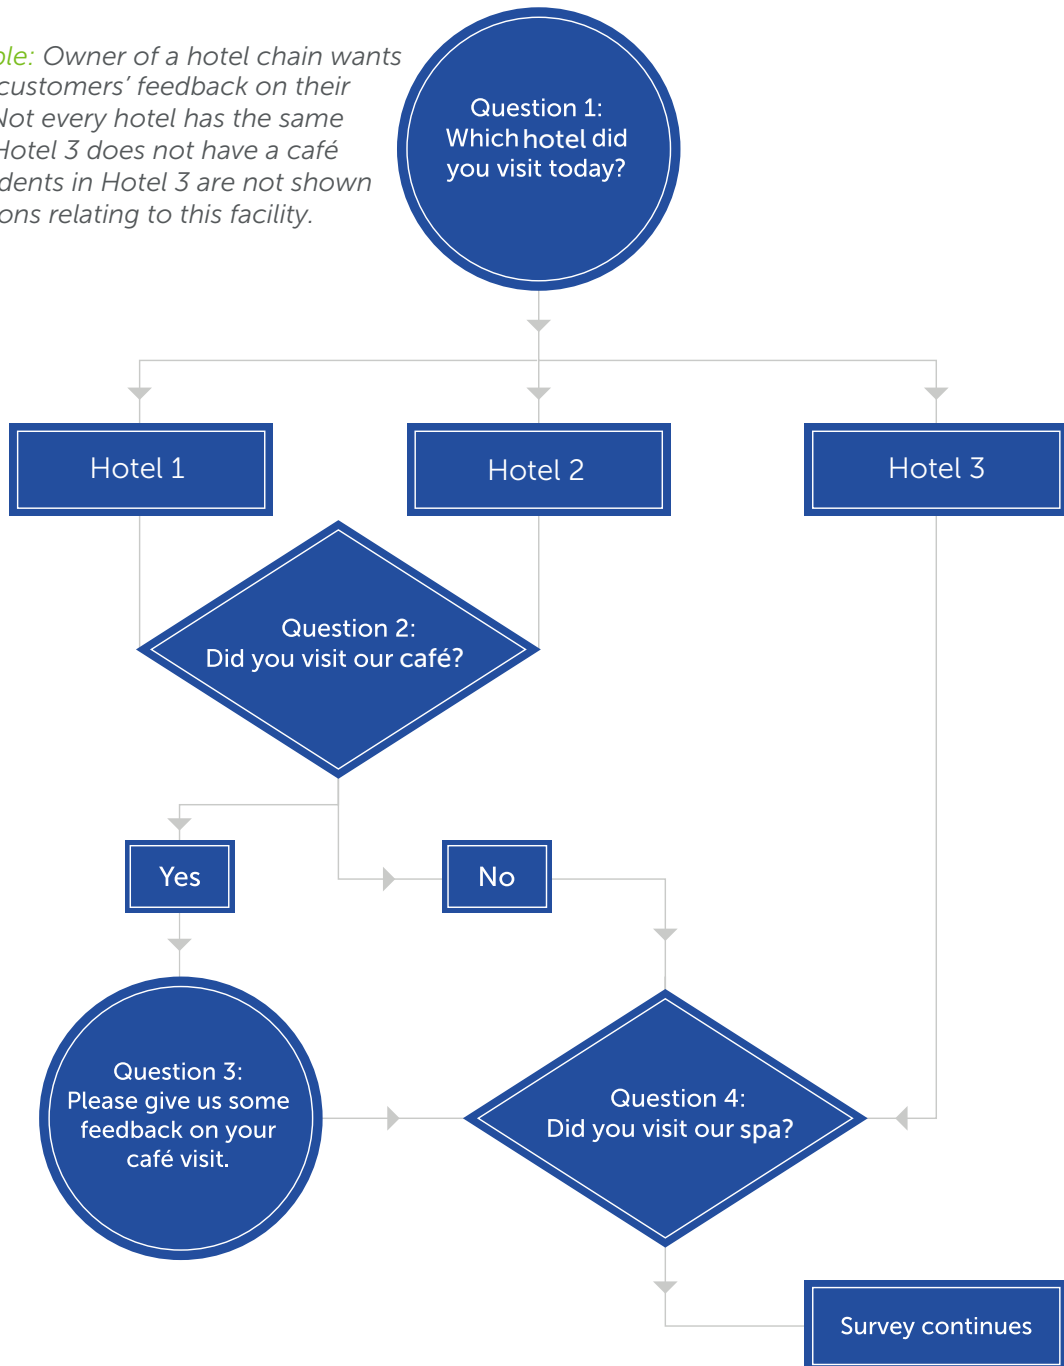 ple: Owner of a hotel chain wants
customers’ feedback on their
Not every hotel has the same
Hotel 3 does not have a café
dents in Hotel 3 are not shown
ons relating to this facility.
Question 1:
Which hotel did
you visit today?
Hotel 1
Hotel 2
Hotel 3
Question 2:
Did you visit our café?
Yes
No
Question 3:
Please give us some
feedback on your
café visit.
Question 4:
Did you visit our spa?
Survey continues